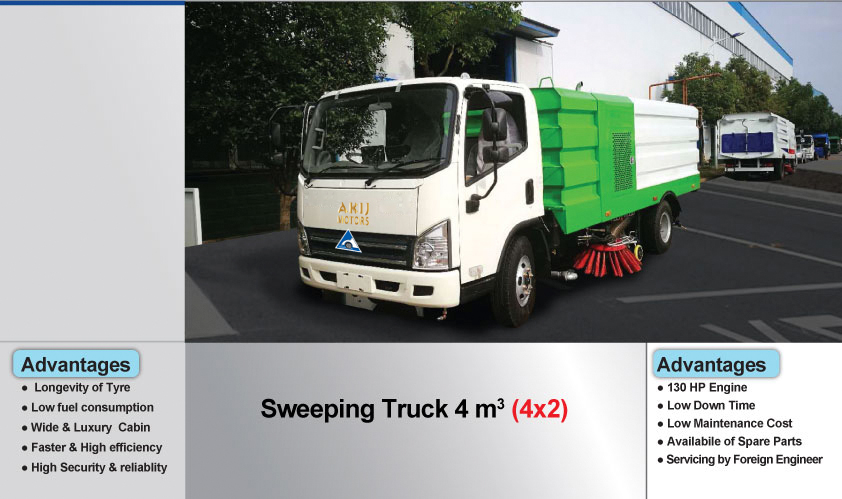 AKIJ
MOTORS
Advantages
● Longevity of Tyre
● Low fuel consumption
● Wide & Luxury Cabin
● Faster & High efficiency
● High Security & reliablity
Sweeping Truck 4 m³ (4x2)
Advantages
● 130 HP Engine
● Low Down Time
● Low Maintenance Cost
● Availabile of Spare Parts
● Servicing by Foreign Engineer